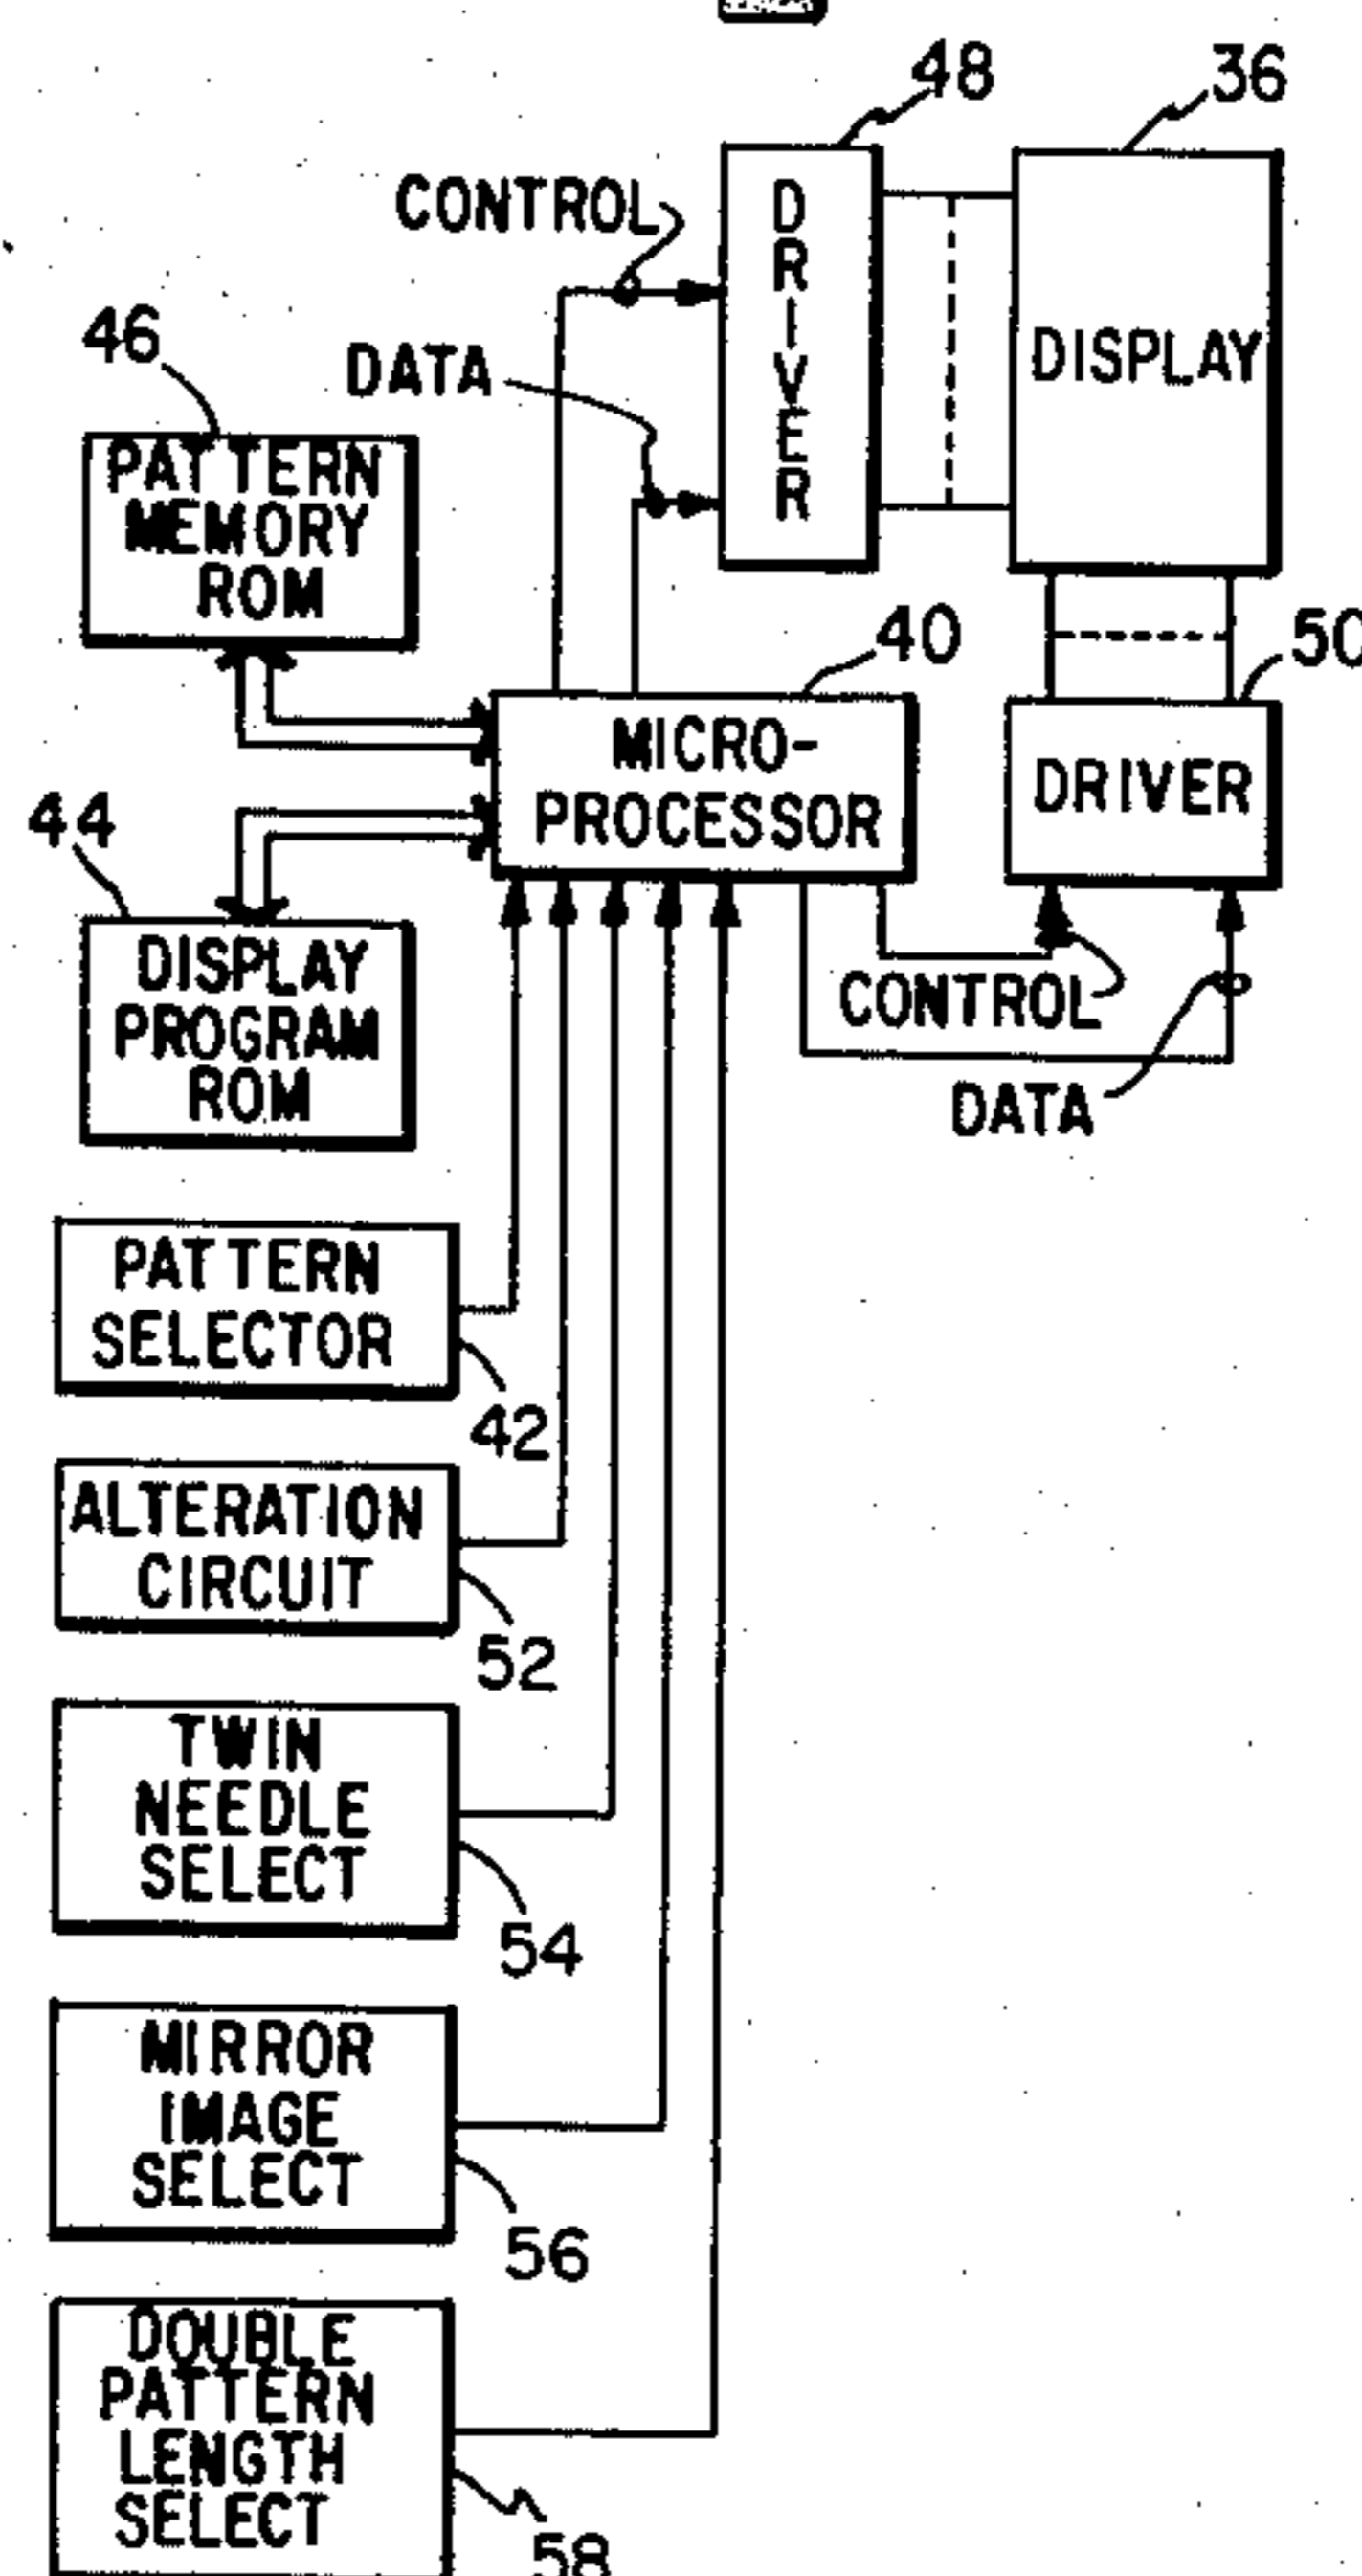 48
36
CONTROL
DRIVER
46
DATA
DISPLAY
PATTERN
MEMORY
ROM
40
50
MICRO-
PROCESSOR
DRIVER
44
DISPLAY
PROGRAM
ROM
CONTROL
DATA
PATTERN
SELECTOR
42
ALTERATION
CIRCUIT
52
TWIN
NEEDLE
SELECT
54
MIRROR
IMAGE
SELECT
56
DOUBLE
PATTERN
LENGTH
SELECT
58